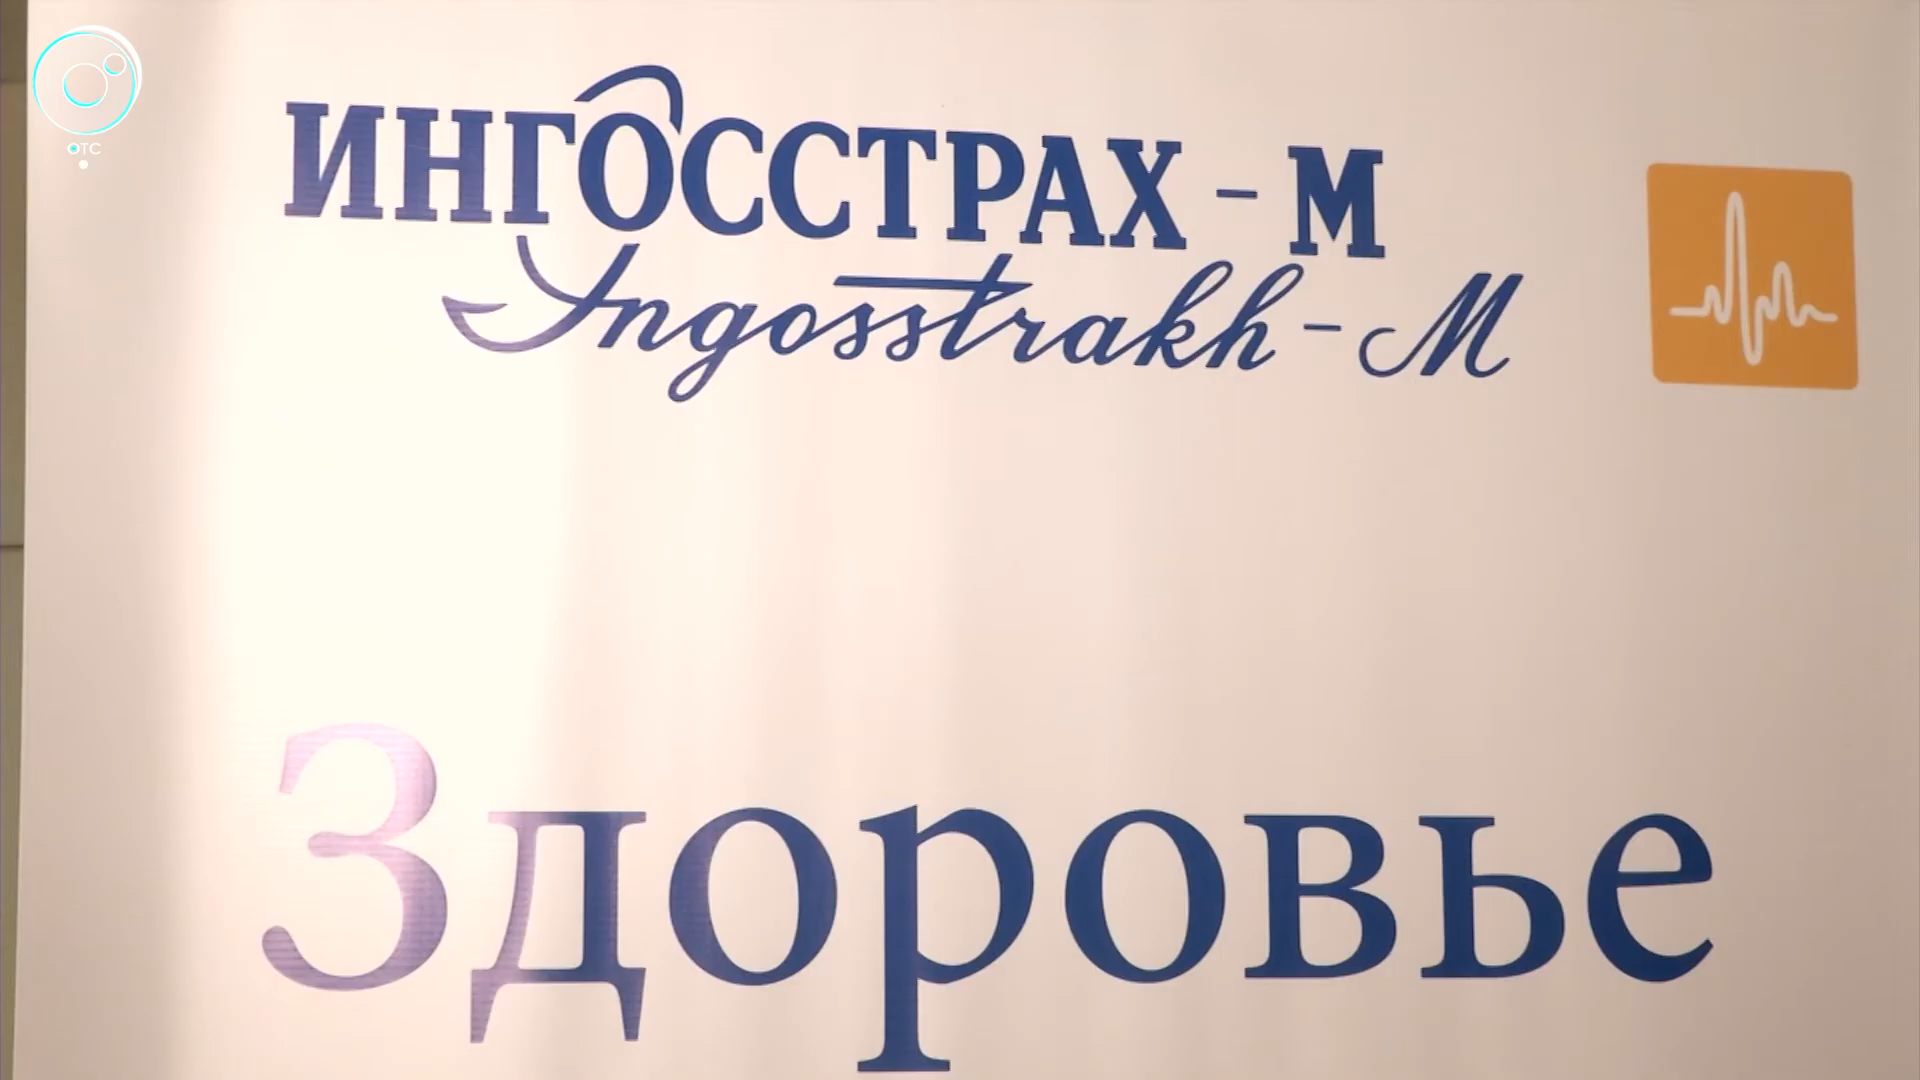 ОТС
ИНГОССТРАХ - М
Ingosstrakh - M
Здоровье